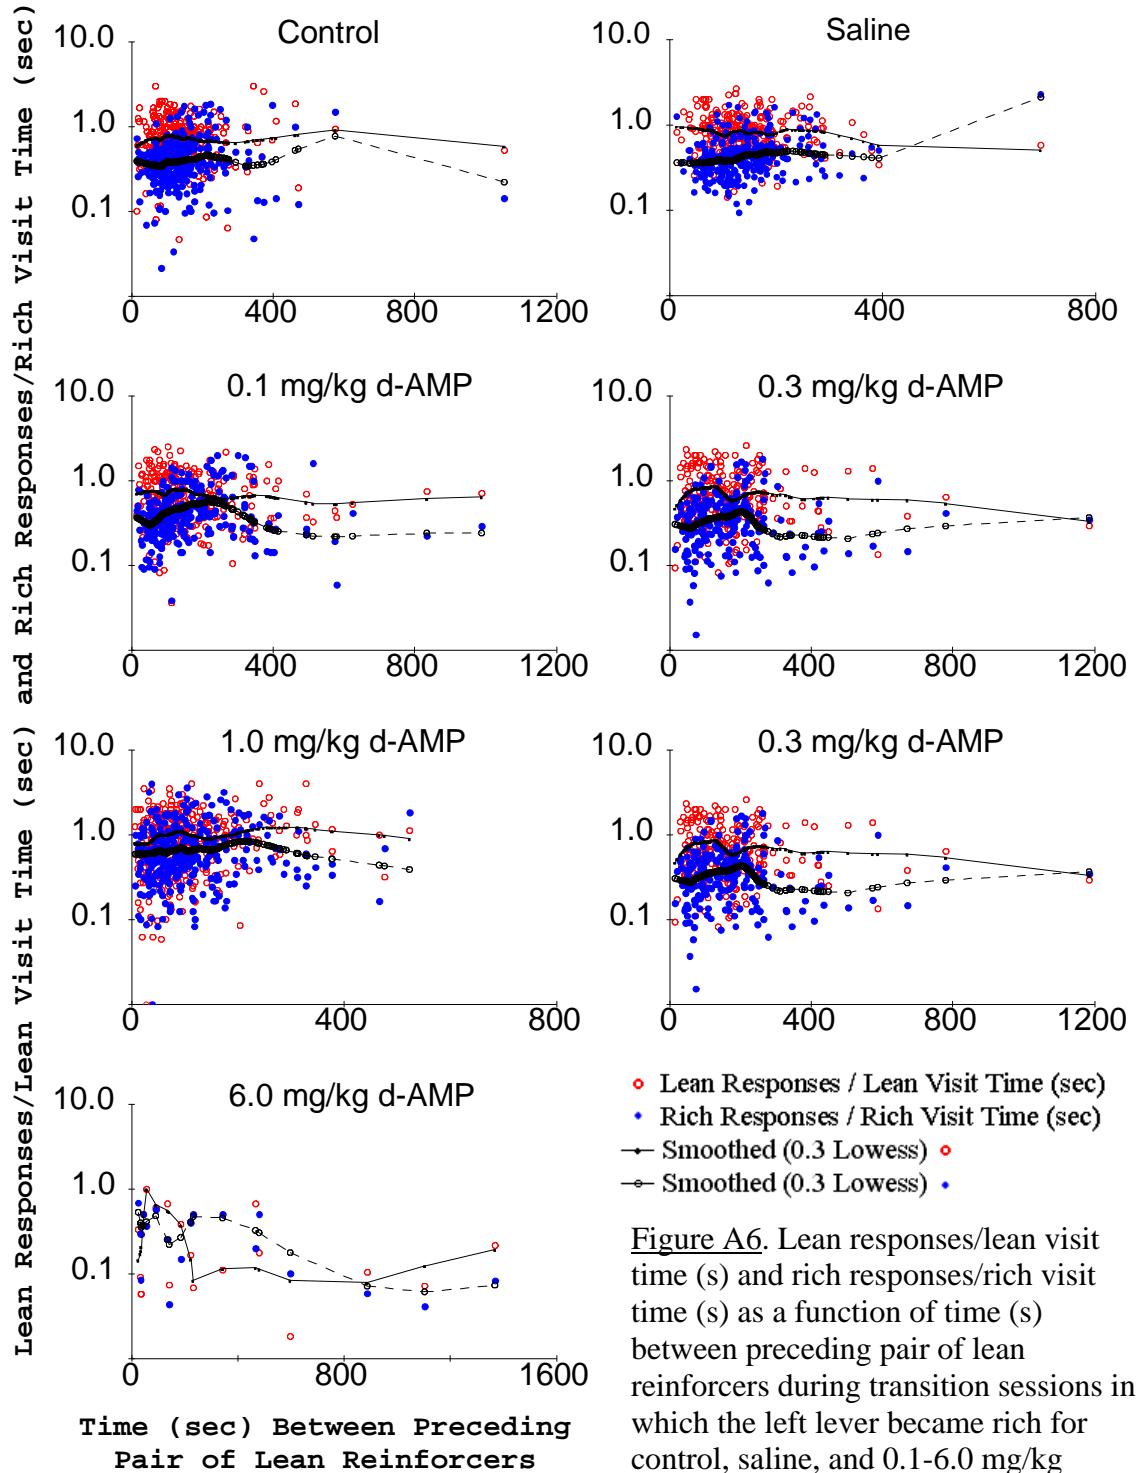 Lean Responses/Lean Visit Time (sec) and Rich Responses/Rich Visit Time (sec)
Control
10.0
1.0
0.1
0 400 800 1200
Saline
10.0
1.0
0.1
0 400 800
0.1 mg/kg d-AMP
10.0
1.0
0.1
0 400 800 1200
0.3 mg/kg d-AMP
10.0
1.0
0.1
0 400 800 1200
1.0 mg/kg d-AMP
10.0
1.0
0.1
0 400 800
0.3 mg/kg d-AMP
10.0
1.0
0.1
0 400 800 1200
6.0 mg/kg d-AMP
10.0
1.0
0.1
0 800 1600
Time (sec) Between Preceding
Pair of Lean Reinforcers
Lean Responses / Lean Visit Time (sec)
Rich Responses / Rich Visit Time (sec)
Smoothed (0.3 Lowess)
Smoothed (0.3 Lowess)
Figure A6. Lean responses/lean visit
time (s) and rich responses/rich visit
time (s) as a function of time (s)
between preceding pair of lean
reinforcers during transition sessions in
which the left lever became rich for
control, saline, and 0.1-6.0 mg/kg